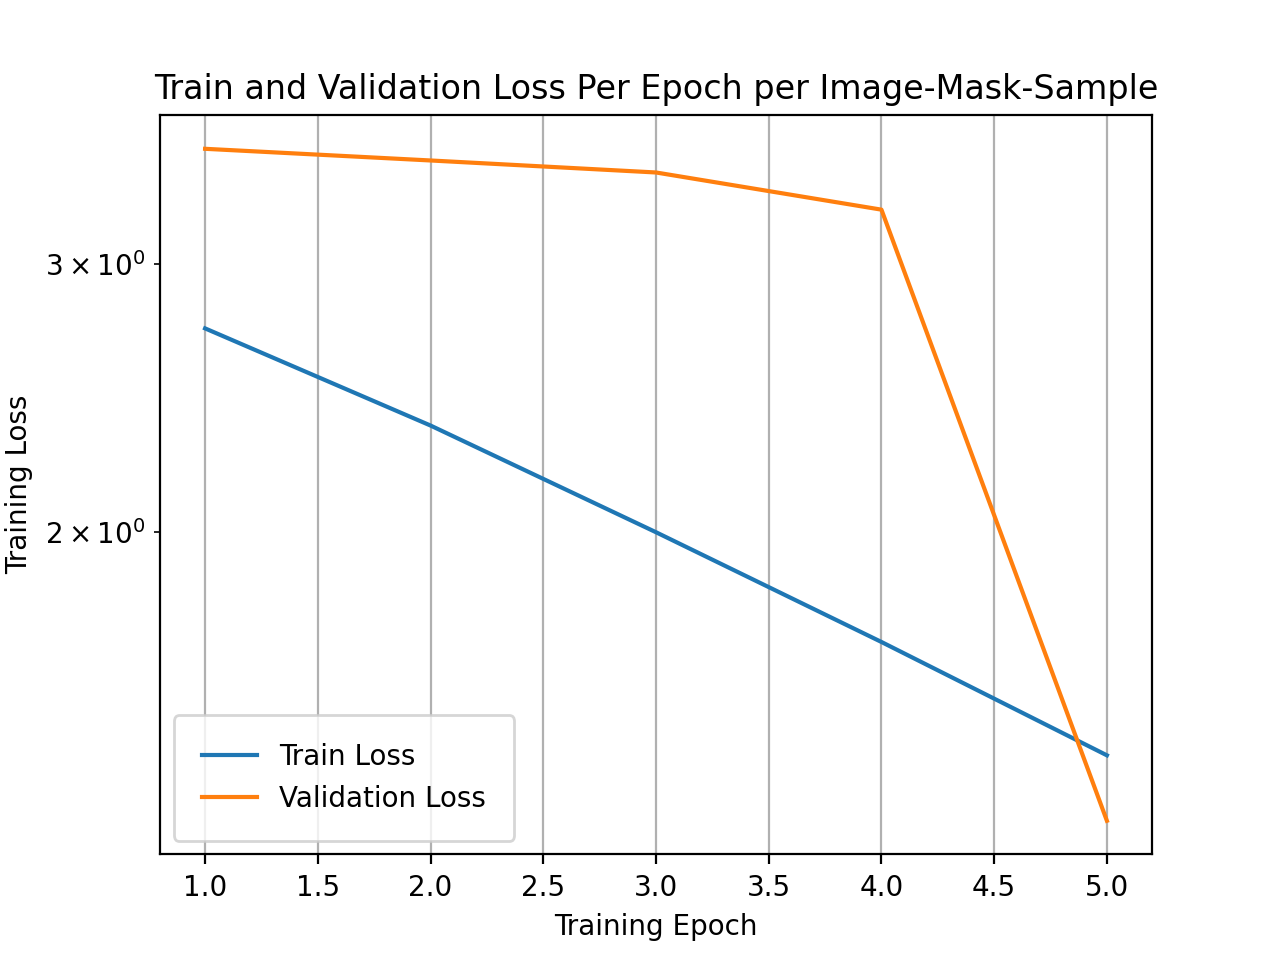 Train and Validation Loss Per Epoch per Image-Mask-Sample
3 × 10⁰
2 × 10⁰
Training Loss
Train Loss
Validation Loss
1.0 1.5 2.0 2.5 3.0 3.5 4.0 4.5 5.0
Training Epoch